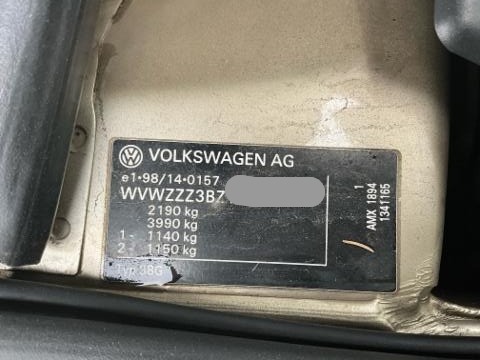 VOLKSWAGEN AG
e1*98/14*0157
WVWZZZ3BZ
2190 kg
3990 kg
1 - 1140 kg
2 - 1150 kg
Typ 3BG
1
AMX 1894
1341165